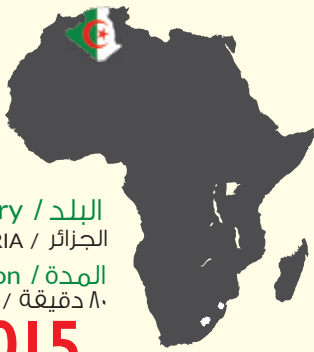 البلد / ry
الجزائر / RIA
المدة / on
٨٠ دقيقة /
015